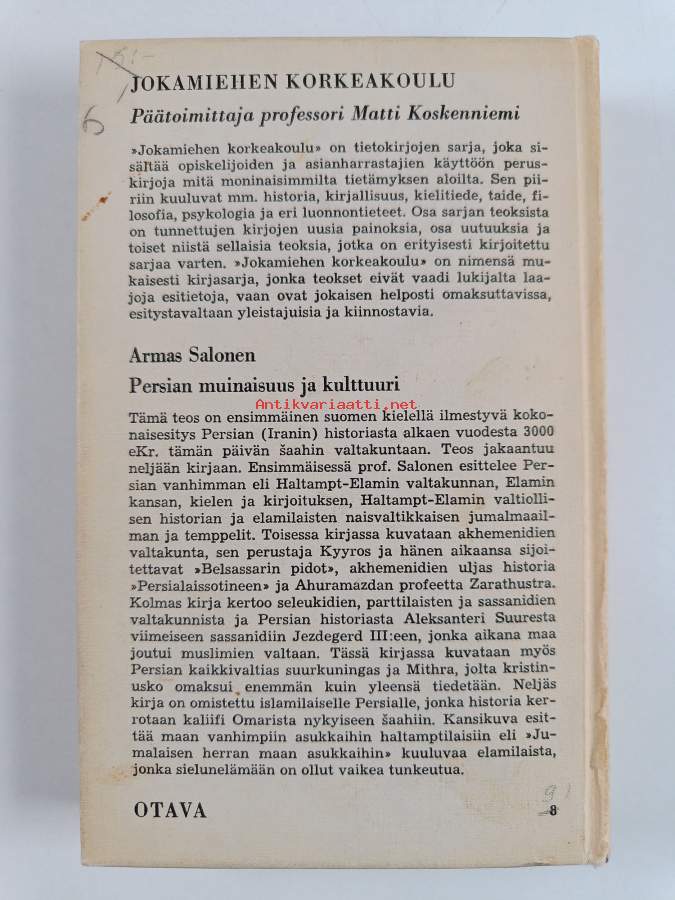 6
JOKAMIEHEN KORKEAKOULU
Päätoimittaja professori Matti Koskenniemi
»Jokamiehen korkeakoulu» on tietokirjojen sarja, joka si-
sältää opiskelijoiden ja asianharrastajien käyttöön perus-
kirjoja mitä moninaisimmilta tietämyksen aloilta. Sen pii-
riin kuuluvat mm. historia, kirjallisuus, kielitiede, taide, fi-
losofia, psykologia ja eri luonnontieteet. Osa sarjan teoksista
on tunnettujen kirjojen uusia painoksia, osa uutuuksia ja
toiset niistä sellaisia teoksia, jotka on erityisesti kirjoitettu
sarjaa varten. »Jokamiehen korkeakoulu» on nimensä mu-
kaisesti kirjasarja, jonka teokset eivät vaadi lukijalta laa-
joja esitietoja, vaan ovat jokaisen helposti omaksuttavissa,
esitystavaltaan yleistajuisia ja kiinnostavia.
Armas Salonen
Persian muinaisuus ja kulttuuri
Antikvariaatti.net
Tämä teos on ensimmäinen suomen kielellä ilmestyvä koko-
naisesitys Persian (Iranin) historiasta alkaen vuodesta 3000
eKr. tämän päivän šaahin valtakuntaan. Teos jakaantuu
neljään kirjaan. Ensimmäisessä prof. Salonen esittelee Per-
sian vanhimman eli Haltampt-Elamin valtakunnan, Elamin
kansan, kielen ja kirjoituksen, Haltampt-Elamin valtiolli-
sen historian ja elamilaisten naisvaltikkaisen jumalmaail-
man ja temppelit. Toisessa kirjassa kuvataan akhemenidien
valtakunta, sen perustaja Kyyros ja hänen aikaansa sijoi-
tettavat »Belsassarin pidot», akhemenidien uljas historia
»Persialaissotineen» ja Ahuramazdan profeetta Zarathustra.
Kolmas kirja kertoo seleukidien, parttilaisten ja sassanidien
valtakunnista ja Persian historiasta Aleksanteri Suuresta
viimeiseen sassanidiin Jezdegerd III:een, jonka aikana maa
joutui muslimien valtaan. Tässä kirjassa kuvataan myös
Persian kaikkivaltias suurkuningas ja Mithra, jolta kristin-
usko omaksui enemmän kuin yleensä tiedetään. Neljäs
kirja on omistettu islamilaiselle Persialle, jonka historia ker-
rotaan kaliifi Omarista nykyiseen šaahiin. Kansikuva esit-
tää maan vanhimpiin asukkaihin haltamptilaisiin eli »Ju-
malaisen herran maan asukkaihin» kuuluvaa elamilaista,
jonka sielunelämään on ollut vaikea tunkeutua.
OTAVA
8